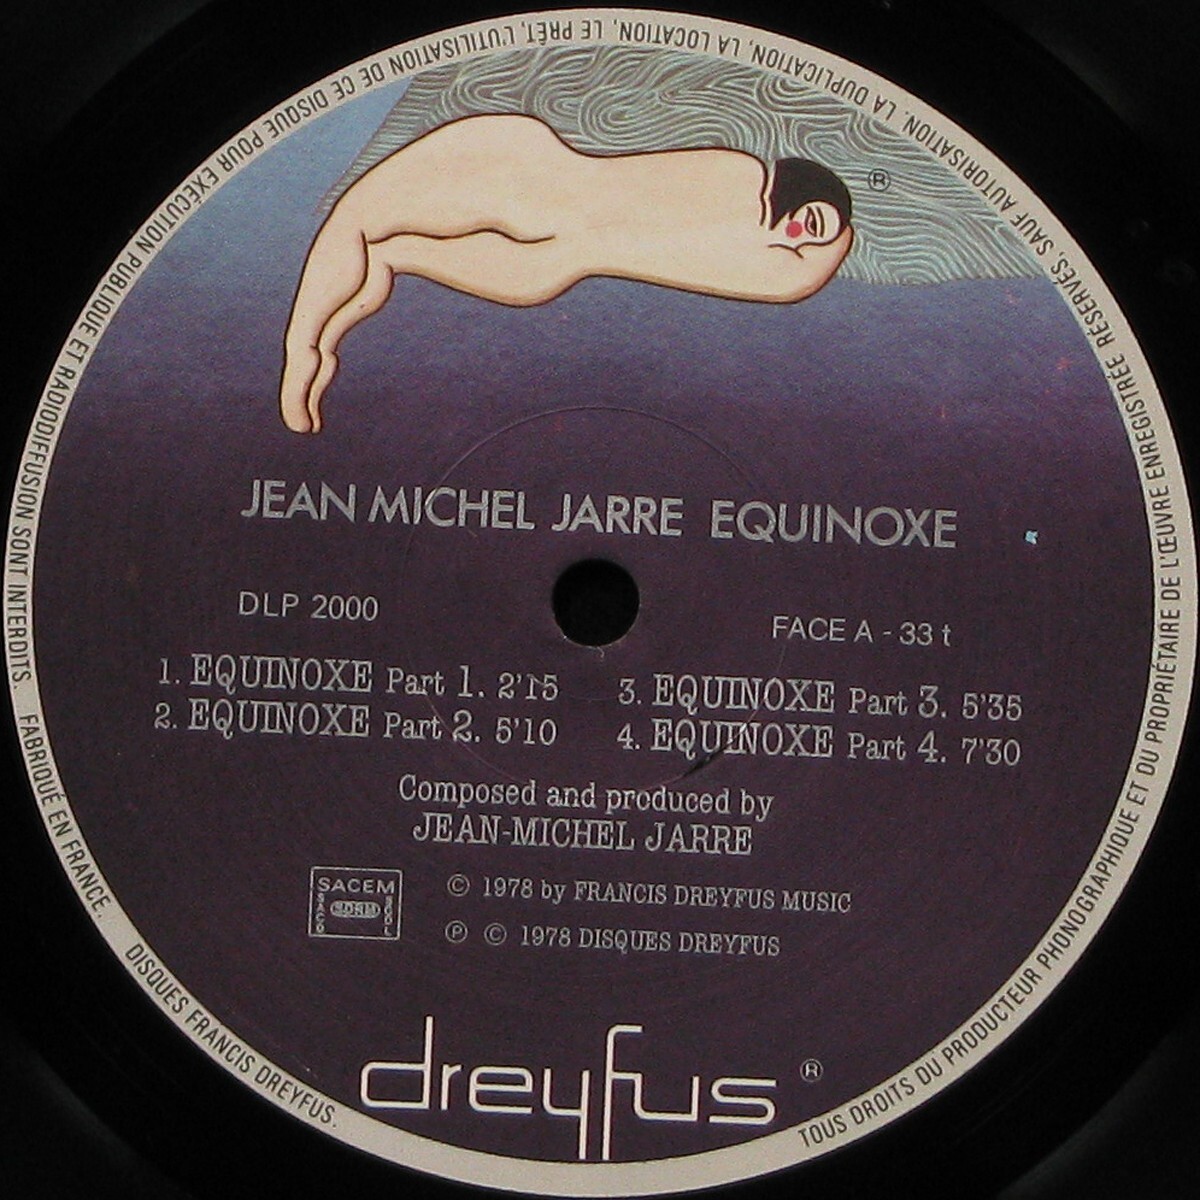 TOUS DROITS DU PRODUCTEUR PHONOGRAPHIQUE ET DU PROPRIÉTAIRE DE L'ŒUVRE ENREGISTRÉE RÉSERVÉS, SAUF AUTORISATION, LA DUPLICATION, LA LOCATION, LE PRÊT, L'UTILISATION DE CE DISQUE POUR EXÉCUTION PUBLIQUE ET RADIODIFFUSION SONT INTERDITS. FABRIQUÉ EN FRANCE. DISQUES FRANCIS DREYFUS.
®
JEAN MICHEL JARRE EQUINOXE
DLP 2000
FACE A - 33 t
1. EQUINOXE Part 1. 2'15
2. EQUINOXE Part 2. 5'10
3. EQUINOXE Part 3. 5'35
4. EQUINOXE Part 4. 7'30
Composed and produced by
JEAN-MICHEL JARRE
SACEM
SACD
SDRM
SGDL
© 1978 by FRANCIS DREYFUS MUSIC
℗ © 1978 DISQUES DREYFUS
dreyfus ®